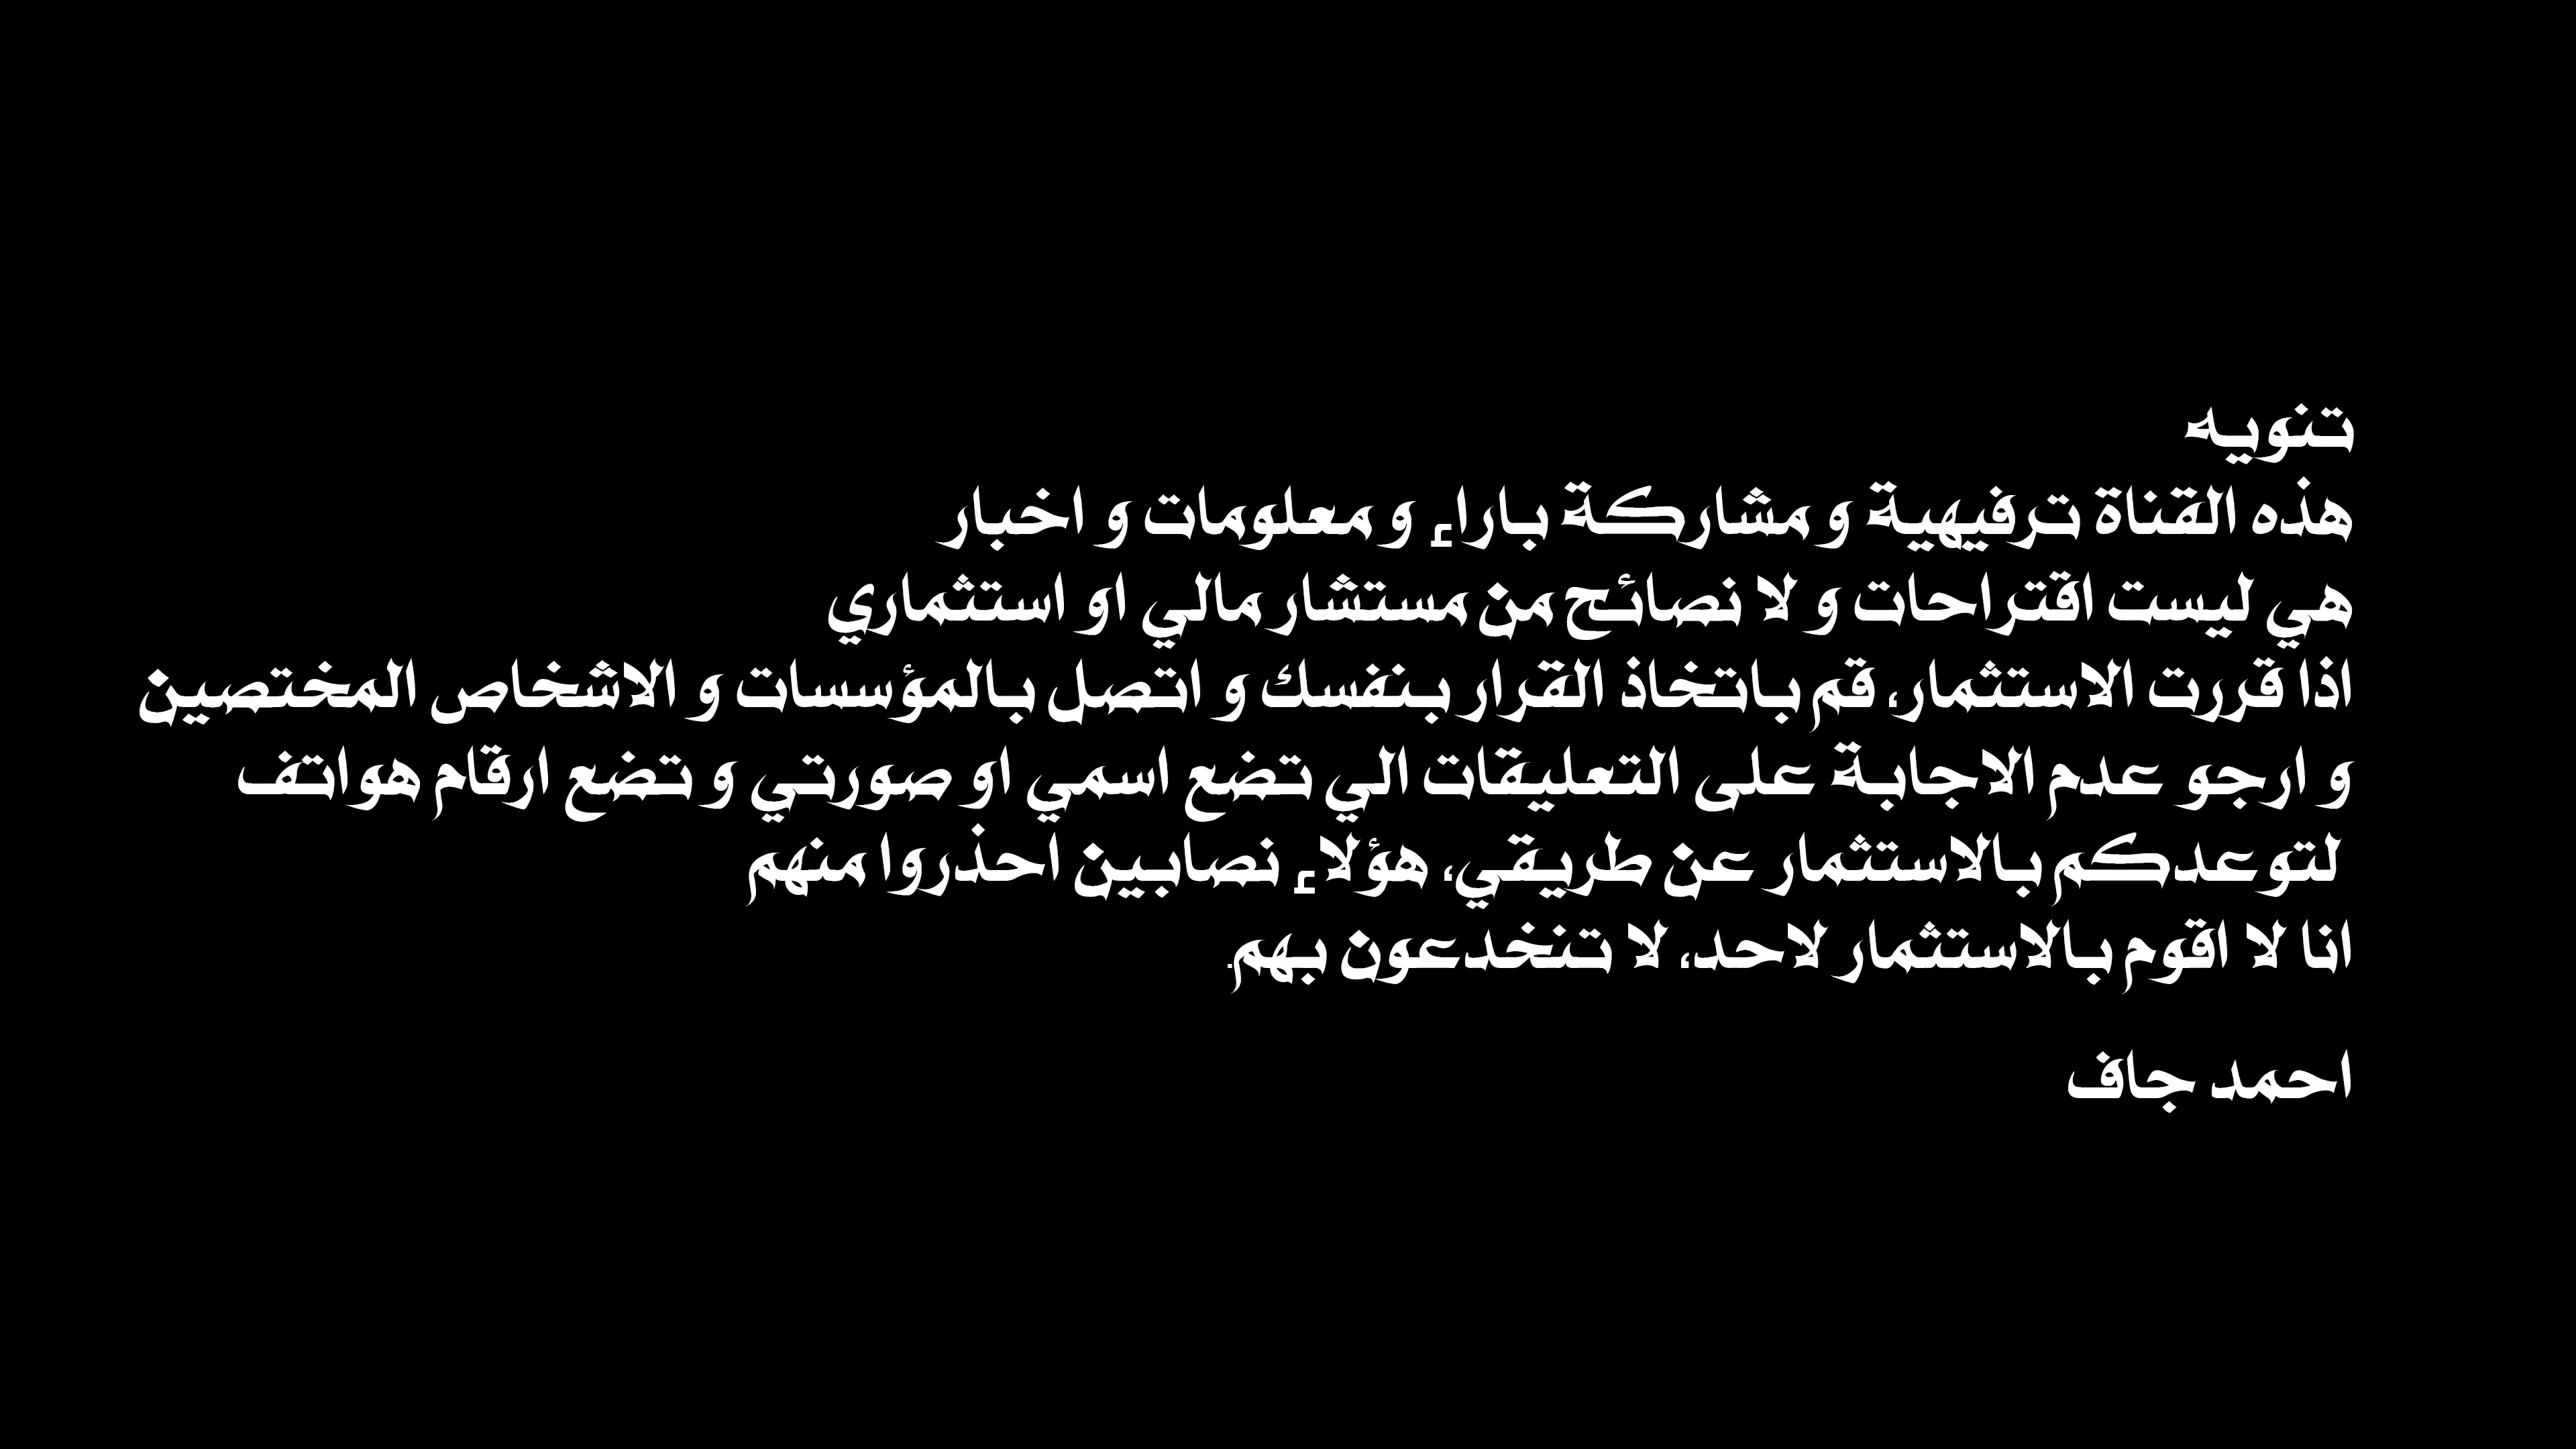 تنويه
هذه القناة ترفيهية و مشاركة باراء و معلومات و اخبار
هي ليست اقتراحات و لا نصائح من مستشار مالي او استثماري
اذا قررت الاستثمار، قم باتخاذ القرار بنفسك و اتصل بالمؤسسات و الاشخاص المختصين
و ارجو عدم الاجابة على التعليقات الي تضع اسمي او صورتي و تضع ارقام هواتف
لتوعدكم بالاستثمار عن طريقي، هؤلاء نصابين احذروا منهم
انا لا اقوم بالاستثمار لاحد، لا تنخدعون بهم.
احمد جاف